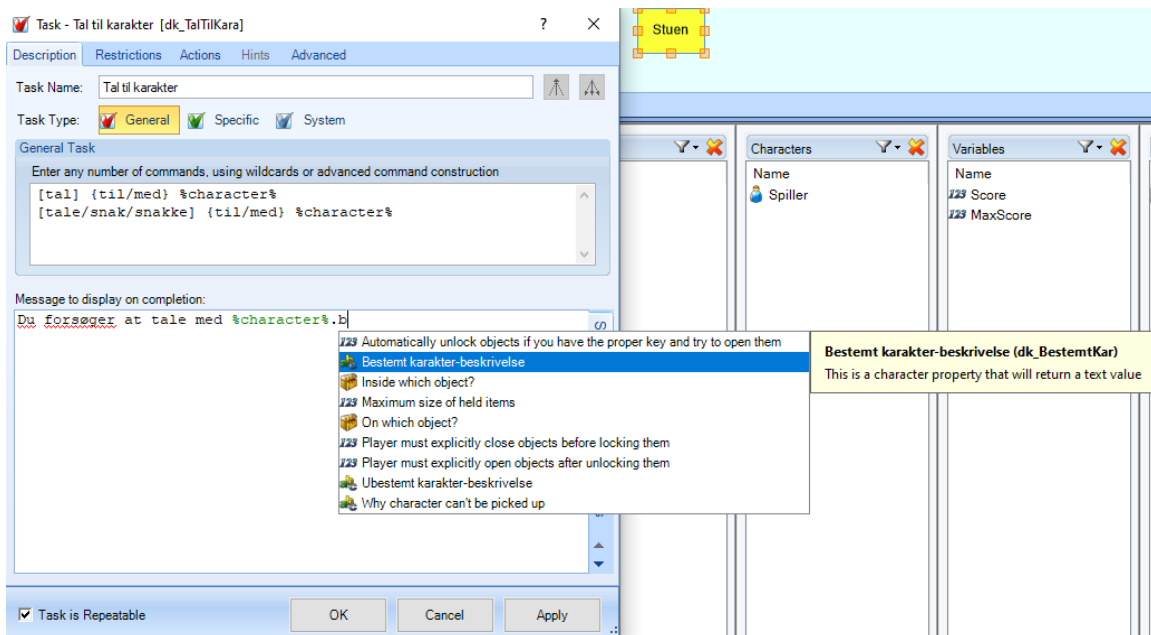 Task - Tal til karakter [dk_TalTilKara]
?
Stuen
Description Restrictions Actions Hints Advanced
Task Name: Tal til karakter
Task Type: General Specific System
General Task
Enter any number of commands, using wildcards or advanced command construction
[tal] {til/med} %character%
[tale/snak/snakke] {til/med} %character%
Message to display on completion:
Du forsøger at tale med %character%.b
123 Automatically unlock objects if you have the proper key and try to open them
Bestemt karakter-beskrivelse
Inside which object?
123 Maximum size of held items
On which object?
123 Player must explicitly close objects before locking them
123 Player must explicitly open objects after unlocking them
Ubestemt karakter-beskrivelse
Why character can't be picked up
Bestemt karakter-beskrivelse (dk_BestemtKar)
This is a character property that will return a text value
Characters
Name
Spiller
Variables
Name
123 Score
123 MaxScore
Task is Repeatable
OK Cancel Apply